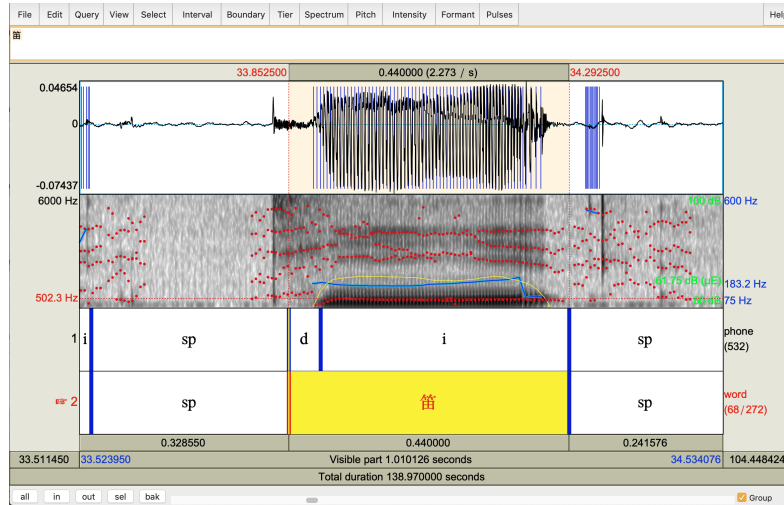 File Edit Query View Select Interval Boundary Tier Spectrum Pitch Intensity Formant Pulses Hel
笛
33.852500 0.440000 (2.273 / s) 34.292500
0.04654
0
-0.07437
6000 Hz 100 dB 600 Hz
61.75 dB (µE) 183.2 Hz
502.3 Hz 50 dB 75 Hz
1 i sp d i sp phone
(532)
2 sp 笛 sp word
(68/272)
0.328550 0.440000 0.241576
33.511450 33.523950 Visible part 1.010126 seconds 34.534076 104.448424
Total duration 138.970000 seconds
all in out sel bak Group